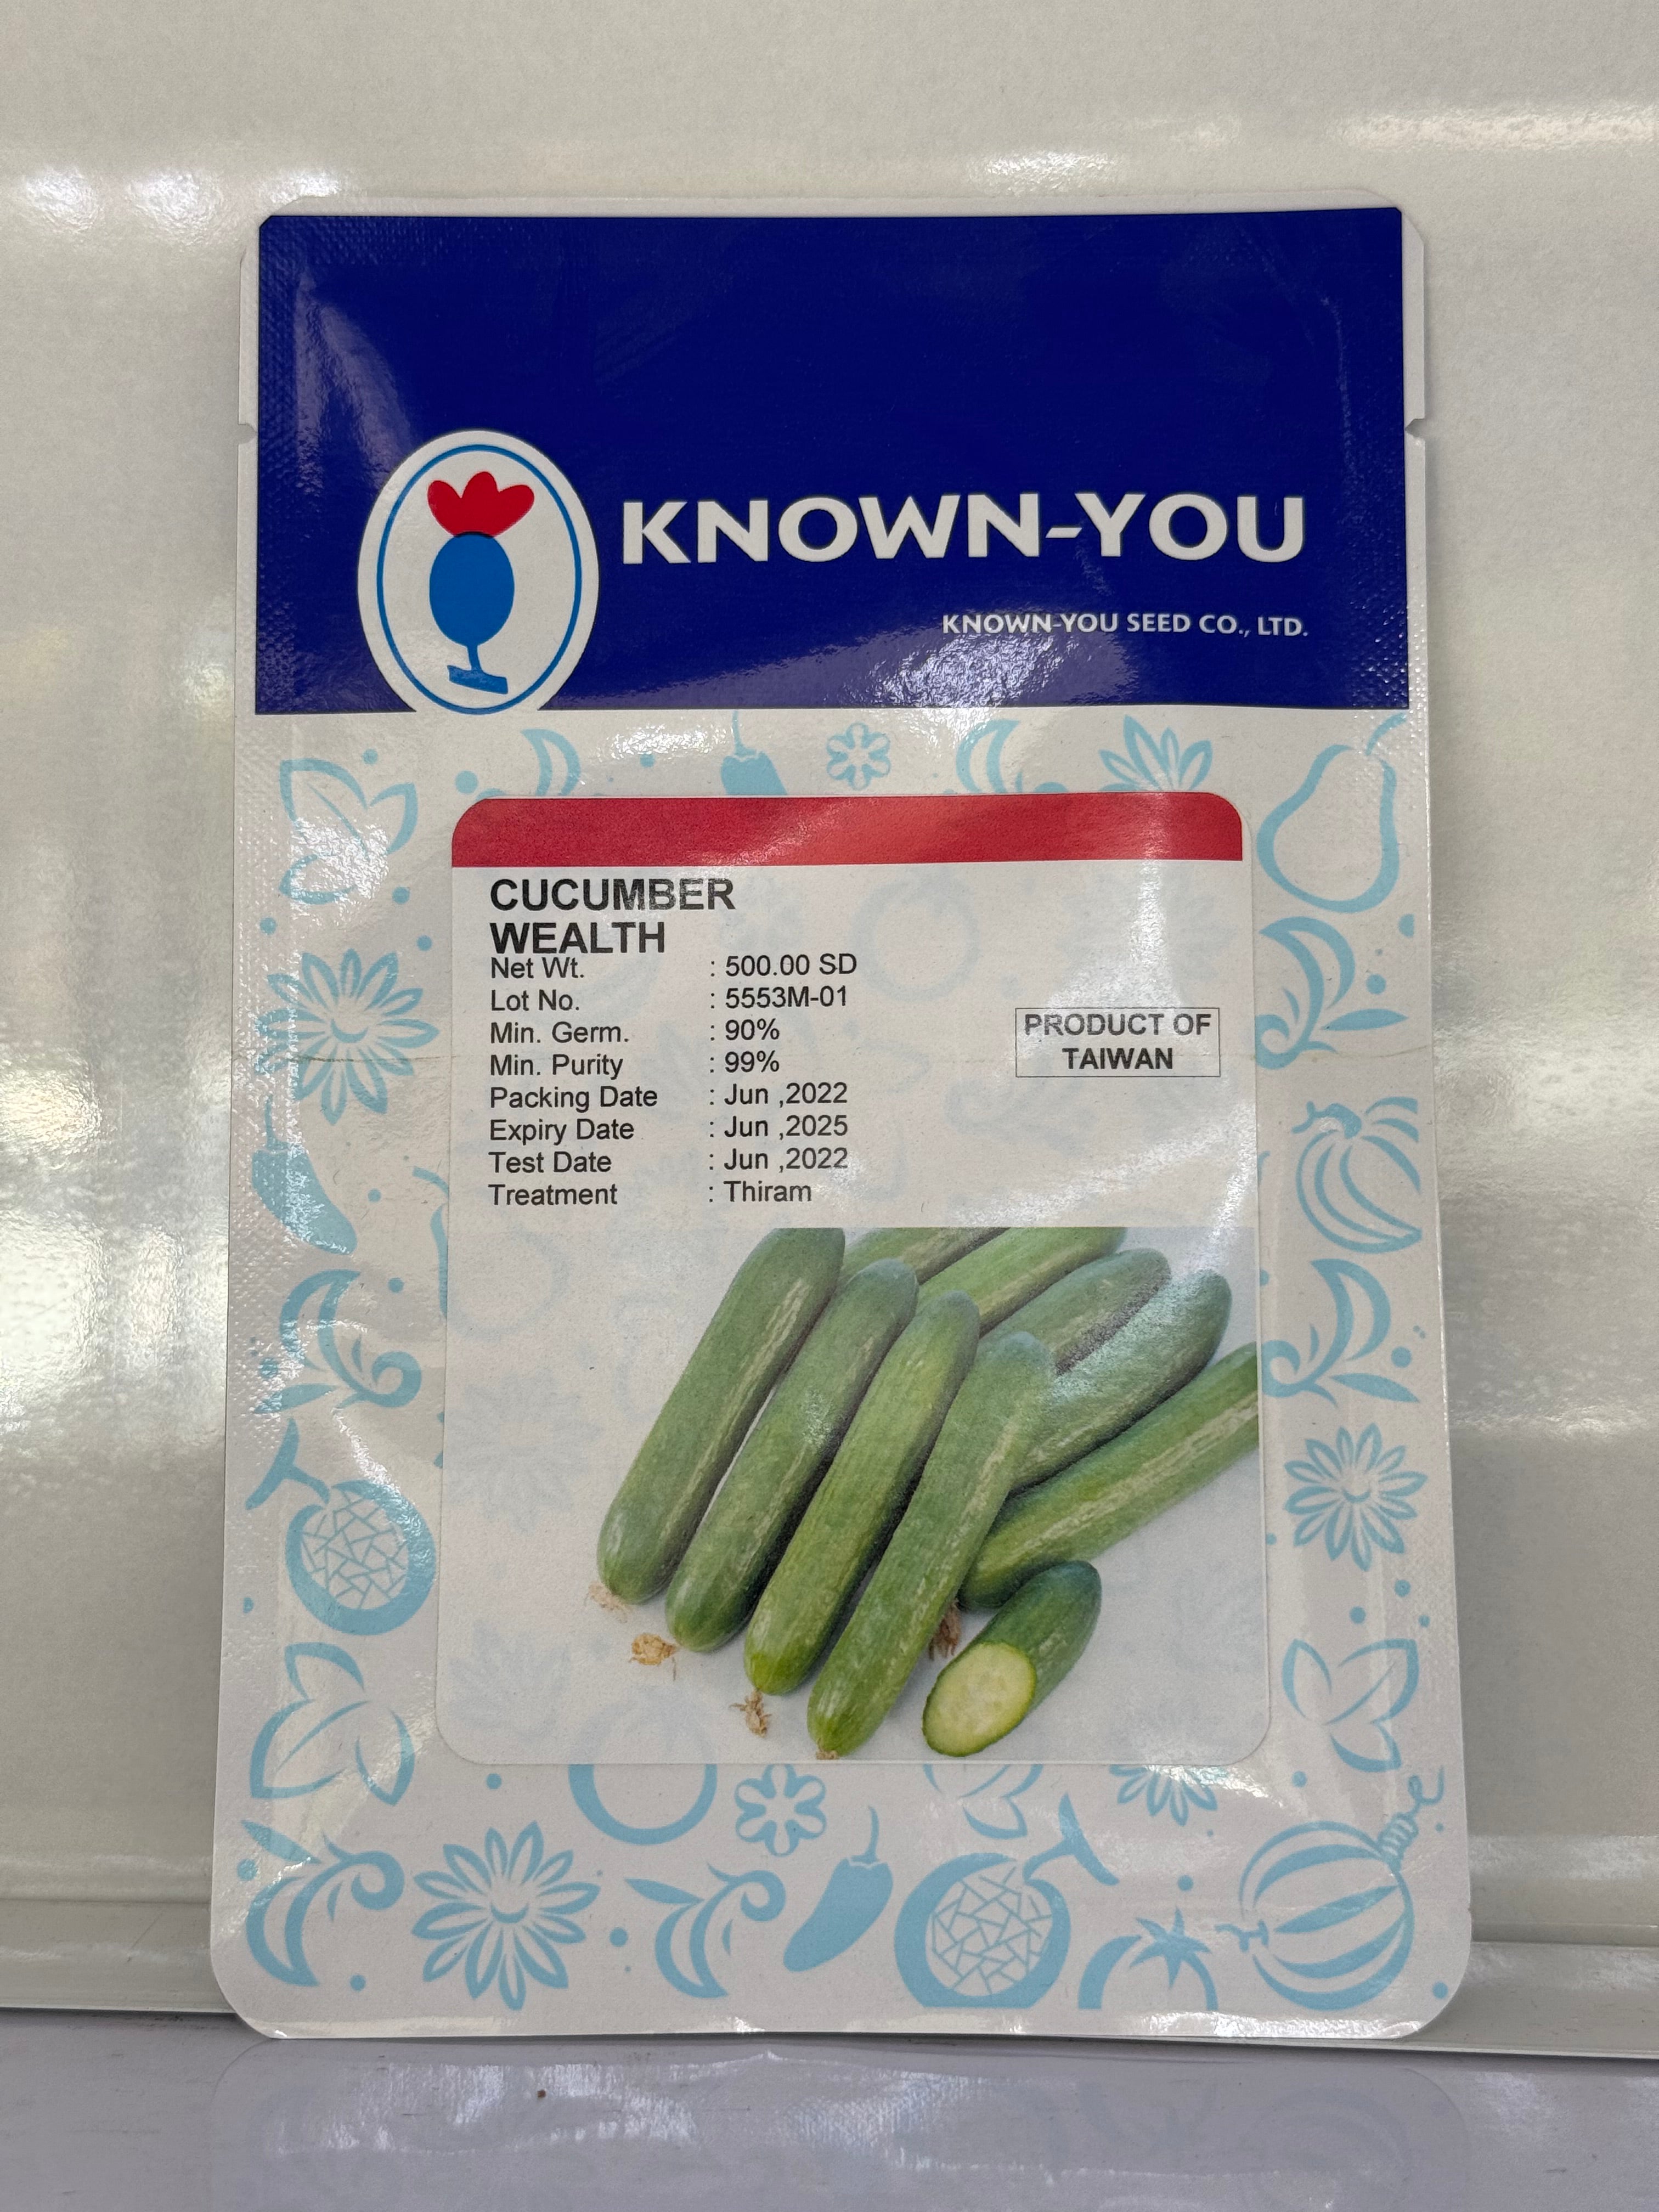 KNOWN-YOU
KNOWN-YOU SEED CO., LTD.
CUCUMBER
WEALTH
Net Wt. : 500.00 SD
Lot No. : 5553M-01
Min. Germ. : 90%
Min. Purity : 99%
Packing Date : Jun ,2022
Expiry Date : Jun ,2025
Test Date : Jun ,2022
Treatment : Thiram
PRODUCT OF
TAIWAN